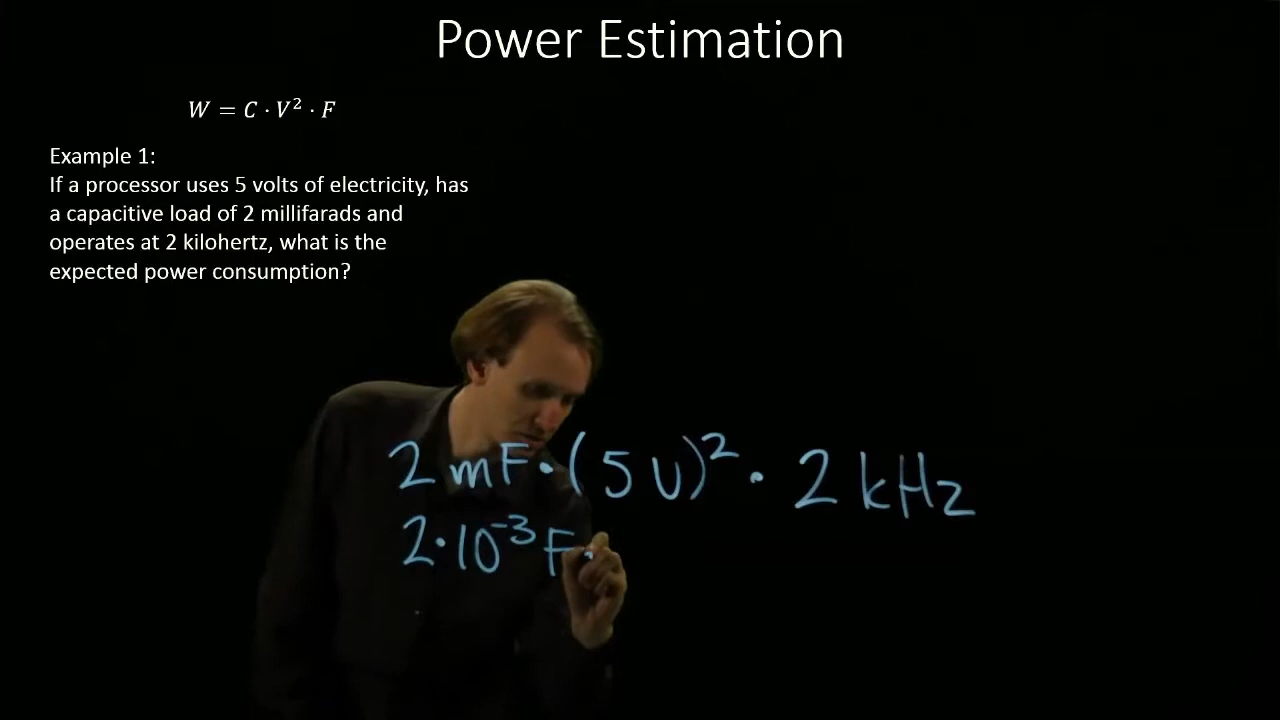 Power Estimation
W = C · V² · F
Example 1:
If a processor uses 5 volts of electricity, has
a capacitive load of 2 millifarads and
operates at 2 kilohertz, what is the
expected power consumption?
2 mF · (5 V)² · 2 kHz
2 · 10⁻³ F ·